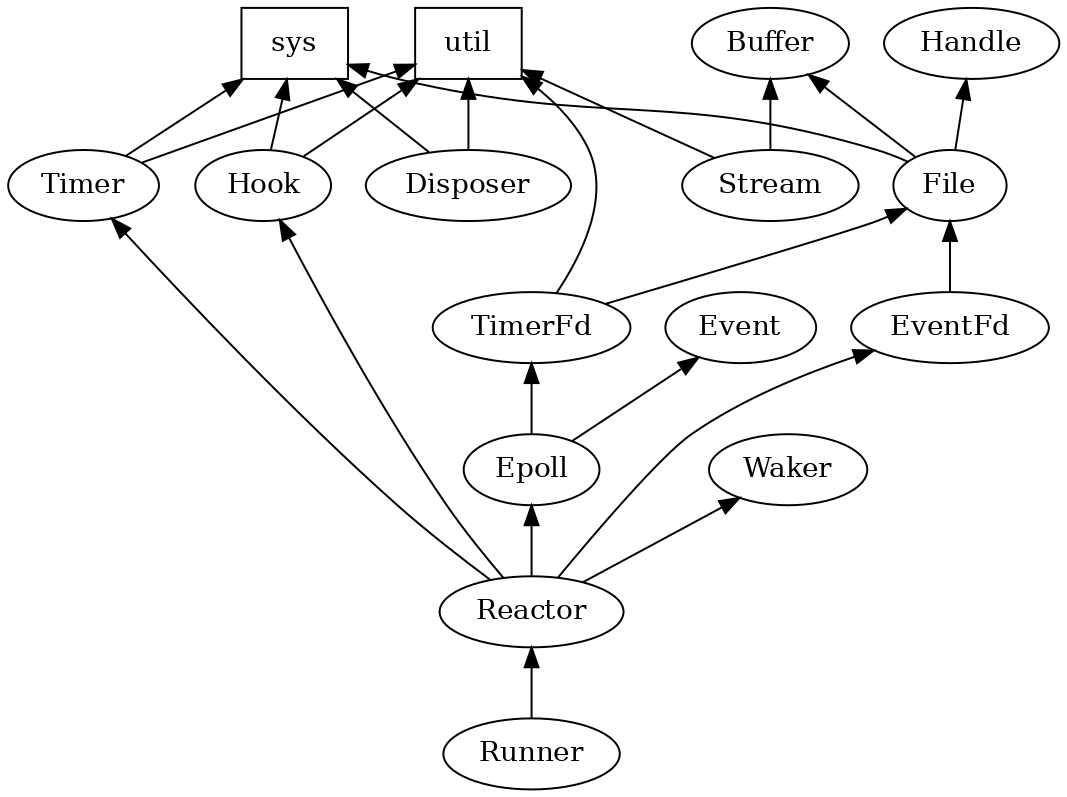 sys
util
Buffer
Handle
Timer
Hook
Disposer
Stream
File
TimerFd
Event
EventFd
Epoll
Waker
Reactor
Runner